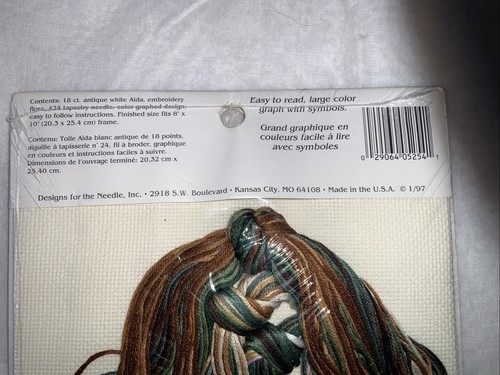 Contents: 18 ct. antique white Aida, embroidery
floss, #24 tapestry needle, color graphed design,
easy to follow instructions. Finished size fits 8" x
10" (20.3 x 25.4 cm) frame.
Contenu: Toile Aida blanc antique de 18 points,
aiguille à tapisserie n° 24, fil à broder, graphique
en couleurs et instructions faciles à suivre.
Dimensions de l'ouvrage terminé: 20.32 cm x
25.40 cm.
Easy to read, large color
graph with symbols.
Grand graphique en
couleurs facile à lire
avec symboles
0 29064 05254 1
Designs for the Needle, Inc. • 2918 S.W. Boulevard • Kansas City, MO 64108 • Made in the U.S.A. © 1/97